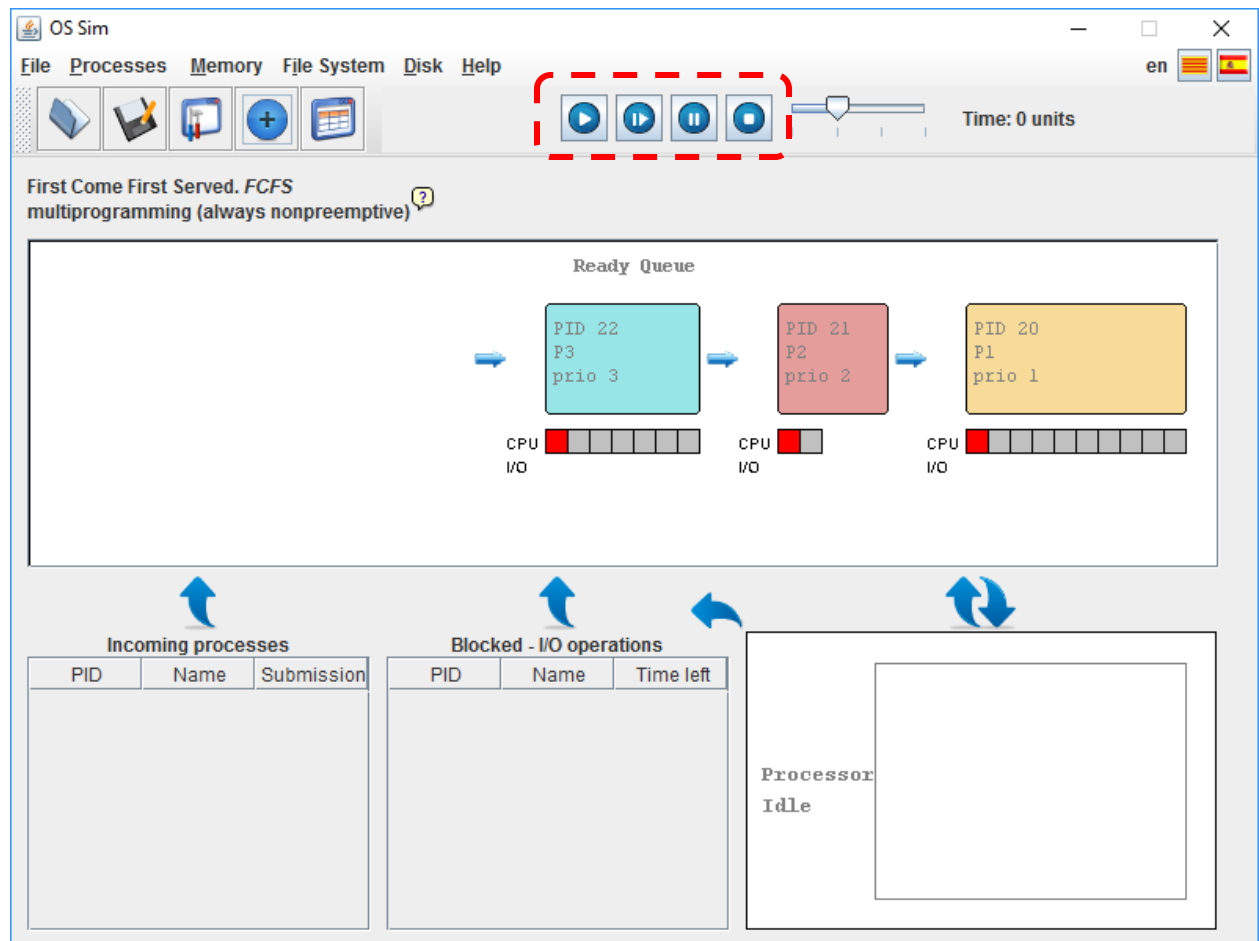 OS Sim
File Processes Memory File System Disk Help en
Time: 0 units
First Come First Served. FCFS
multiprogramming (always nonpreemptive) ?
Ready Queue
PID 22
P3
prio 3
PID 21
P2
prio 2
PID 20
P1
prio 1
CPU
I/O
CPU
I/O
CPU
I/O
Incoming processes
PID Name Submission
Blocked - I/O operations
PID Name Time left
Processor
Idle